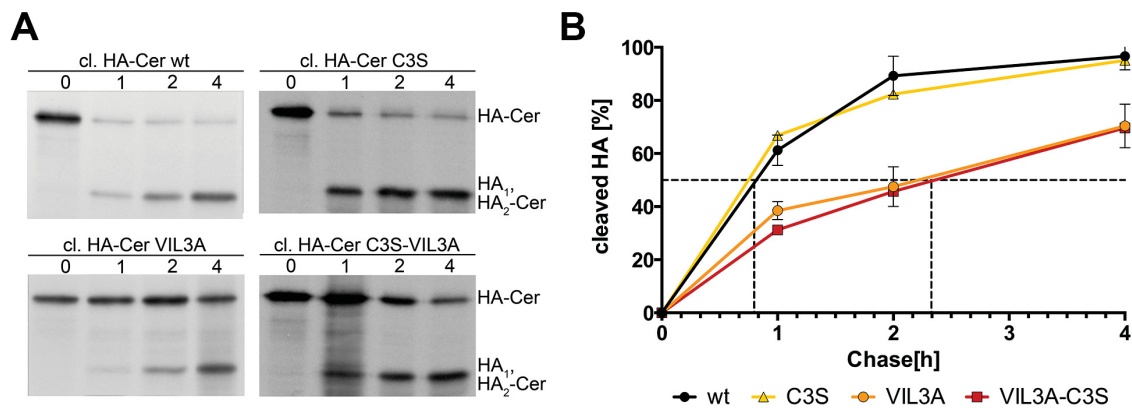 A
cl. HA-Cer wt
0 1 2 4
cl. HA-Cer C3S
0 1 2 4
HA-Cer
HA1,
HA2-Cer
cl. HA-Cer VIL3A
0 1 2 4
cl. HA-Cer C3S-VIL3A
0 1 2 4
HA-Cer
HA1,
HA2-Cer
B
cleaved HA [%]
100
80
60
40
20
0
0 1 2 3 4
Chase[h]
wt C3S VIL3A VIL3A-C3S